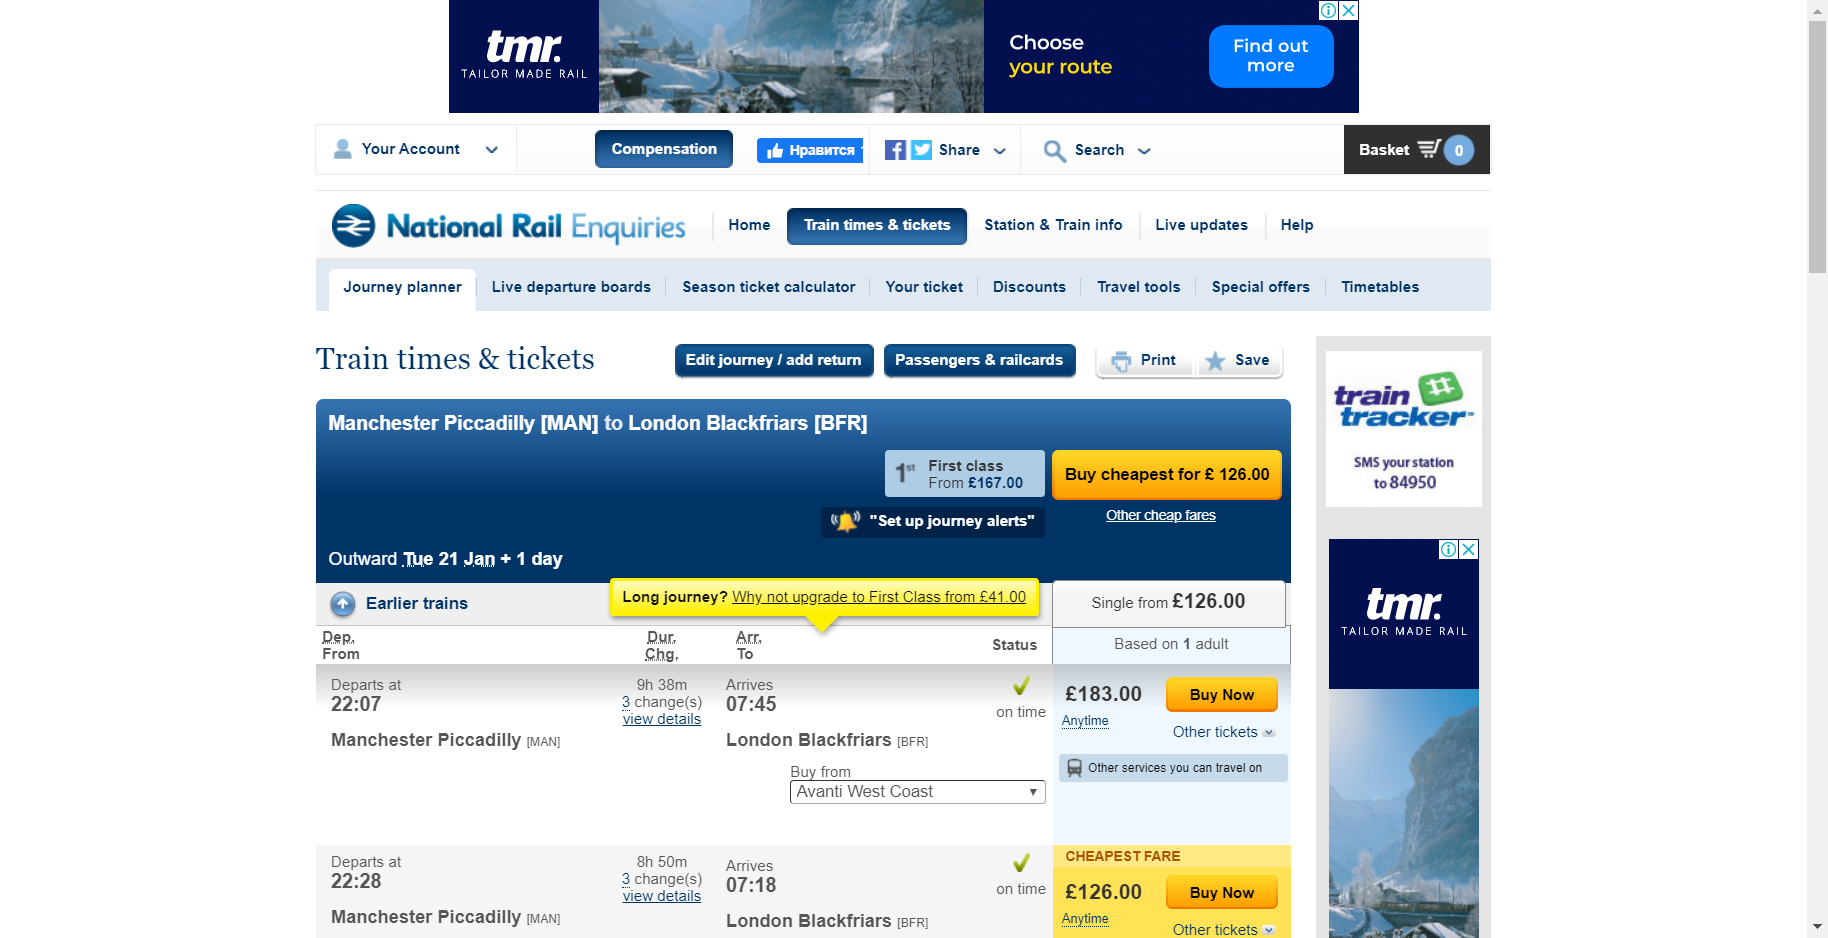 tmr.
TAILOR MADE RAIL
Choose
your route
Find out
more
Your Account
Compensation
Нравится
Share
Search
Basket
0
National Rail Enquiries
Home
Train times & tickets
Station & Train info
Live updates
Help
Journey planner
Live departure boards
Season ticket calculator
Your ticket
Discounts
Travel tools
Special offers
Timetables
Train times & tickets
Edit journey / add return
Passengers & railcards
Print
Save
Manchester Piccadilly [MAN] to London Blackfriars [BFR]
1st
First class
From £167.00
Buy cheapest for £ 126.00
"Set up journey alerts"
Other cheap fares
Outward Tue 21 Jan + 1 day
Earlier trains
Long journey? Why not upgrade to First Class from £41.00
Single from £126.00
Dep.
From
Dur.
Chg.
Arr.
To
Status
Based on 1 adult
Departs at
22:07
9h 38m
3 change(s)
view details
Arrives
07:45
on time
£183.00
Buy Now
Anytime
Other tickets
Manchester Piccadilly [MAN]
London Blackfriars [BFR]
Other services you can travel on
Buy from
Avanti West Coast
Departs at
22:28
8h 50m
3 change(s)
view details
Arrives
07:18
on time
CHEAPEST FARE
£126.00
Buy Now
Anytime
Other tickets
Manchester Piccadilly [MAN]
London Blackfriars [BFR]
train
tracker™
SMS your station
to 84950
tmr.
TAILOR MADE RAIL